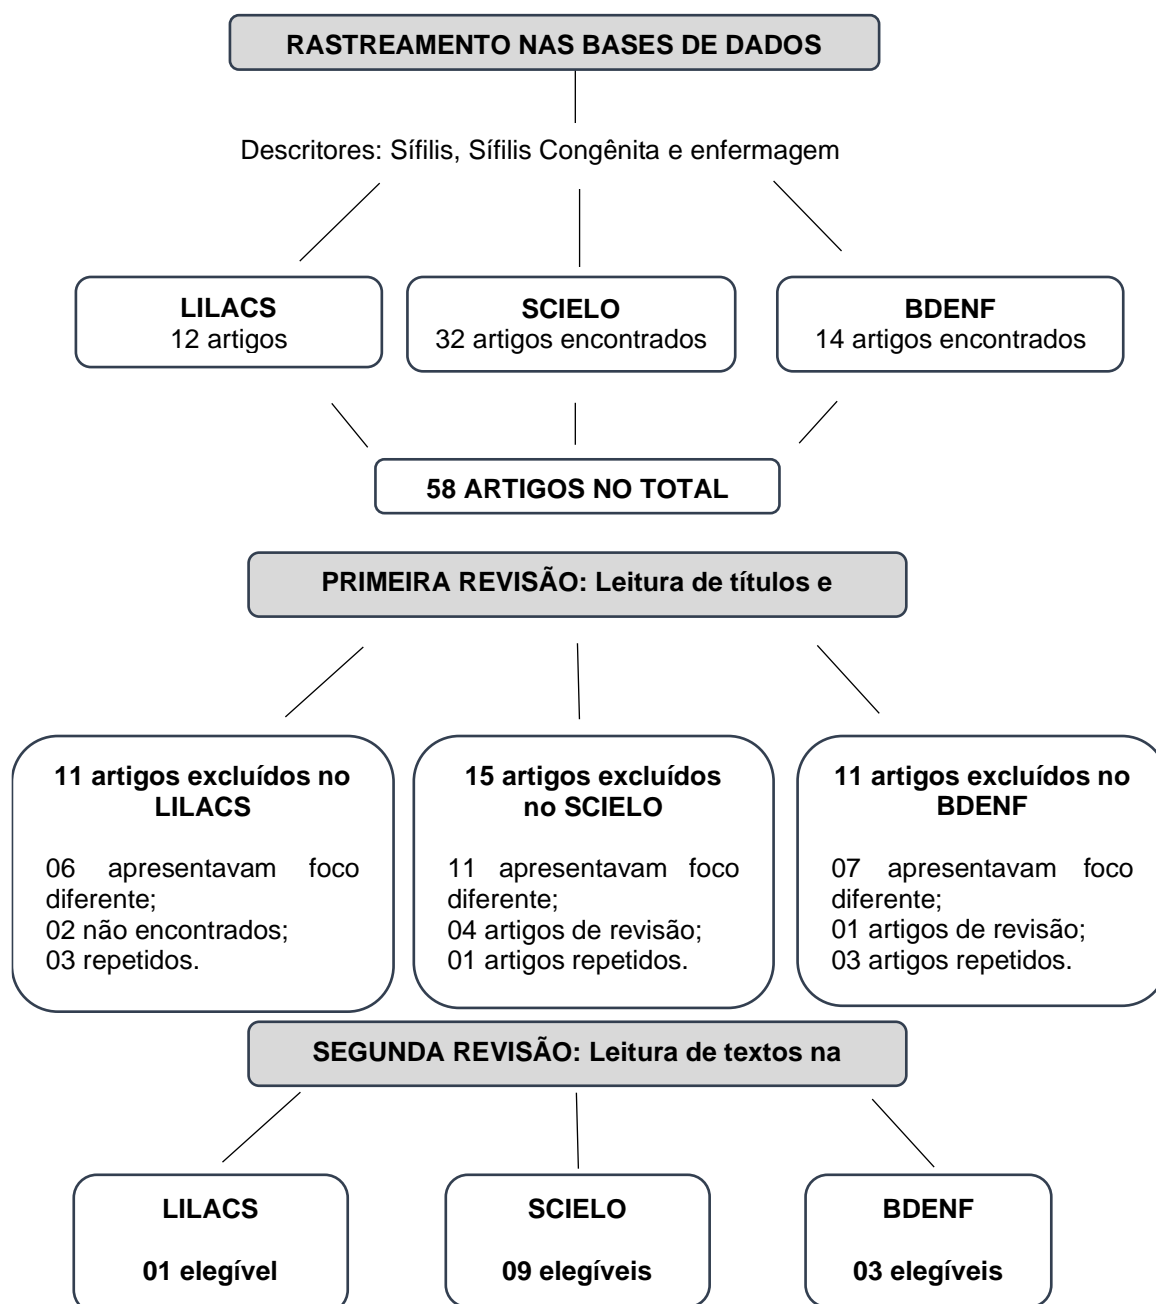 RASTREAMENTO NAS BASES DE DADOS
Descritores: Sífilis, Sífilis Congênita e enfermagem
LILACS
12 artigos
SCIELO
32 artigos encontrados
BDENF
14 artigos encontrados
58 ARTIGOS NO TOTAL
PRIMEIRA REVISÃO: Leitura de títulos e
11 artigos excluídos no
LILACS
06 apresentavam foco
diferente;
02 não encontrados;
03 repetidos.
15 artigos excluídos
no SCIELO
11 apresentavam foco
diferente;
04 artigos de revisão;
01 artigos repetidos.
11 artigos excluídos no
BDENF
07 apresentavam foco
diferente;
01 artigos de revisão;
03 artigos repetidos.
SEGUNDA REVISÃO: Leitura de textos na
LILACS
01 elegível
SCIELO
09 elegíveis
BDENF
03 elegíveis